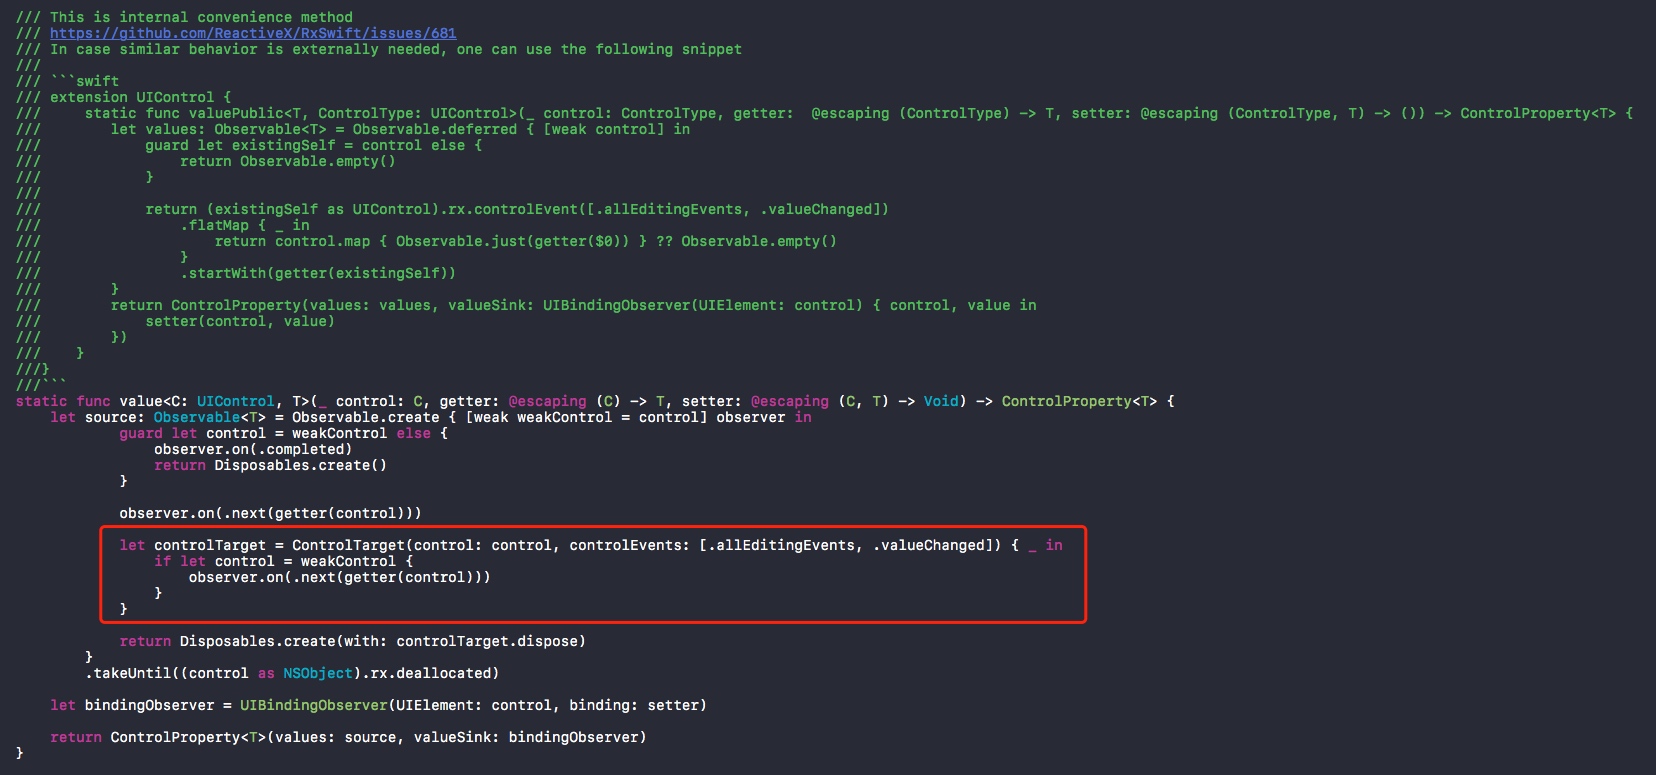 /// This is internal convenience method
/// https://github.com/ReactiveX/RxSwift/issues/681
/// In case similar behavior is externally needed, one can use the following snippet
///
/// ```swift
/// extension UIControl {
///     static func valuePublic<T, ControlType: UIControl>(_ control: ControlType, getter:  @escaping (ControlType) -> T, setter: @escaping (ControlType, T) -> ()) -> ControlProperty<T> {
///        let values: Observable<T> = Observable.deferred { [weak control] in
///            guard let existingSelf = control else {
///                return Observable.empty()
///            }
///
///            return (existingSelf as UIControl).rx.controlEvent([.allEditingEvents, .valueChanged])
///                .flatMap { _ in
///                    return control.map { Observable.just(getter($0)) } ?? Observable.empty()
///                }
///                .startWith(getter(existingSelf))
///        }
///        return ControlProperty(values: values, valueSink: UIBindingObserver(UIElement: control) { control, value in
///            setter(control, value)
///        })
///    }
///}
///```
static func value<C: UIControl, T>(_ control: C, getter: @escaping (C) -> T, setter: @escaping (C, T) -> Void) -> ControlProperty<T> {
    let source: Observable<T> = Observable.create { [weak weakControl = control] observer in
            guard let control = weakControl else {
                observer.on(.completed)
                return Disposables.create()
            }

            observer.on(.next(getter(control)))

            let controlTarget = ControlTarget(control: control, controlEvents: [.allEditingEvents, .valueChanged]) { _ in
                if let control = weakControl {
                    observer.on(.next(getter(control)))
                }
            }

            return Disposables.create(with: controlTarget.dispose)
        }
        .takeUntil((control as NSObject).rx.deallocated)

    let bindingObserver = UIBindingObserver(UIElement: control, binding: setter)

    return ControlProperty<T>(values: source, valueSink: bindingObserver)
}